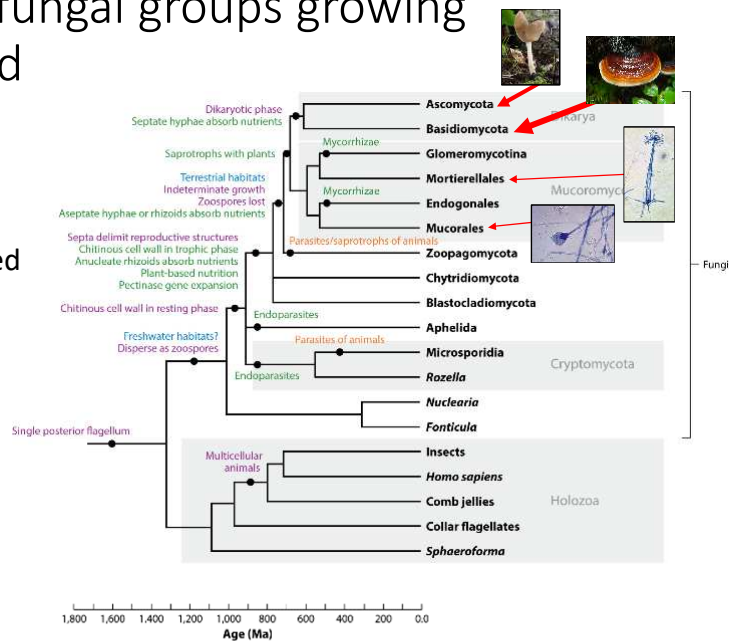 fungal groups growing
d
ed
Dikaryotic phase
Septate hyphae absorb nutrients
Ascomycota
Basidiomycota
Dikarya
Saprotrophs with plants
Mycorrhizae
Glomeromycotina
Mortierellales
Mucoromyc
Terrestrial habitats
Indeterminate growth
Zoospores lost
Aseptate hyphae or rhizoids absorb nutrients
Mycorrhizae
Endogonales
Mucorales
Septa delimit reproductive structures
Chitinous cell wall in trophic phase
Anucleate rhizoids absorb nutrients
Plant-based nutrition
Pectinase gene expansion
Parasites/saprotrophs of animals
Zoopagomycota
Fungi
Chytridiomycota
Blastocladiomycota
Chitinous cell wall in resting phase
Endoparasites
Aphelida
Freshwater habitats?
Disperse as zoospores
Parasites of animals
Microsporidia
Cryptomycota
Endoparasites
Rozella
Nuclearia
Fonticula
Single posterior flagellum
Multicellular
animals
Insects
Homo sapiens
Comb jellies
Holozoa
Collar flagellates
Sphaeroforma
1,800 1,600 1,400 1,200 1,000 800 600 400 200 0.0
Age (Ma)